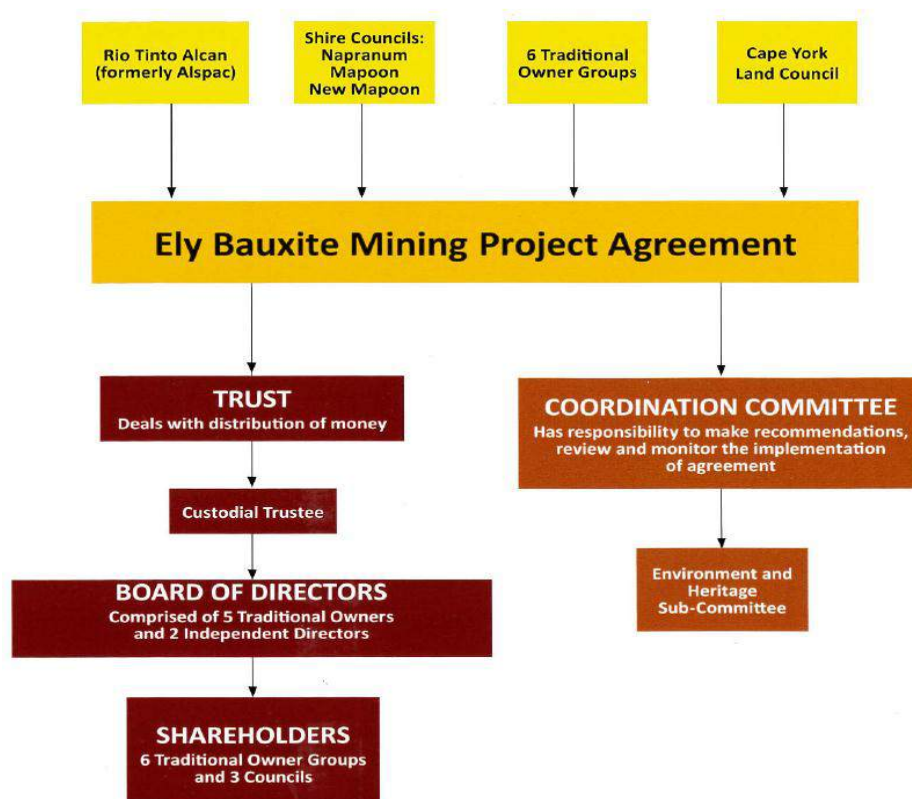 Rio Tinto Alcan
(formerly Alspac)
Shire Councils:
Napranum
Mapoon
New Mapoon
6 Traditional
Owner Groups
Cape York
Land Council
Ely Bauxite Mining Project Agreement
TRUST
Deals with distribution of money
Custodial Trustee
BOARD OF DIRECTORS
Comprised of 5 Traditional Owners
and 2 Independent Directors
SHAREHOLDERS
6 Traditional Owner Groups
and 3 Councils
COORDINATION COMMITTEE
Has responsibility to make recommendations,
review and monitor the implementation
of agreement
Environment and
Heritage
Sub-Committee